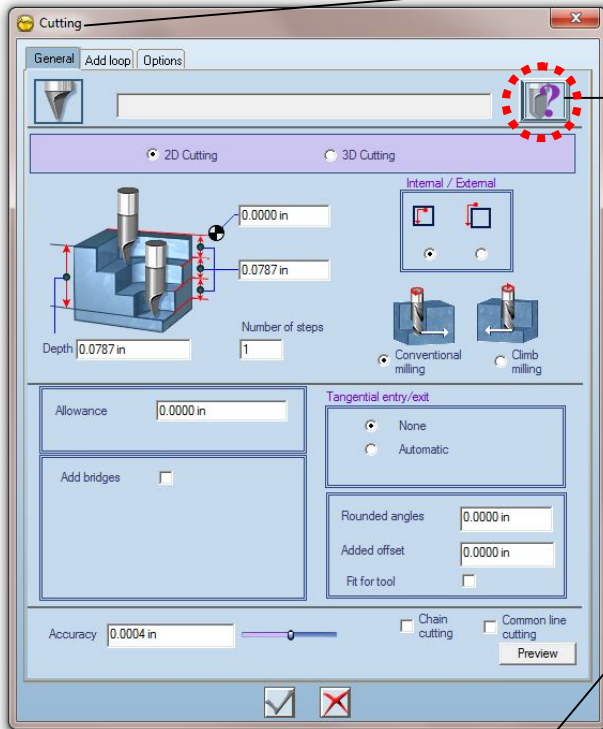 Cutting
General Add loop Options
2D Cutting 3D Cutting
Internal / External
0.0000 in
0.0787 in
Number of steps
Depth 0.0787 in 1
Conventional milling Climb milling
Allowance 0.0000 in
Tangential entry/exit
None
Automatic
Add bridges
Rounded angles 0.0000 in
Added offset 0.0000 in
Fit for tool
Accuracy 0.0004 in
Chain cutting Common line cutting
Preview